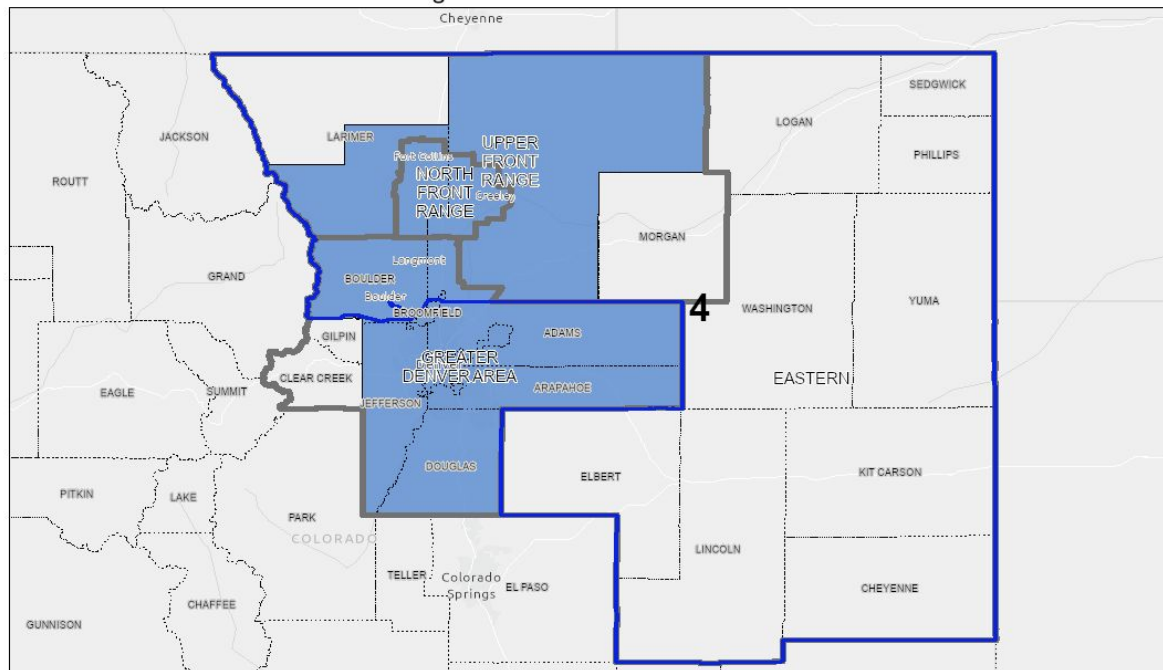 Cheyenne
SEDGWICK
LOGAN
JACKSON
LARIMER
UPPER
FRONT
RANGE
PHILLIPS
Fort Collins
ROUTT
NORTH
FRONT
RANGE
Greeley
MORGAN
Longmont
GRAND
BOULDER
Boulder
BROOMFIELD
4
WASHINGTON
YUMA
GILPIN
ADAMS
GREATER
DENVER AREA
Denver
CLEAR CREEK
EASTERN
ARAPAHOE
EAGLE
SUMMIT
JEFFERSON
DOUGLAS
ELBERT
KIT CARSON
PITKIN
LAKE
PARK
COLORADO
LINCOLN
TELLER
Colorado
Springs
EL PASO
CHEYENNE
CHAFFEE
GUNNISON